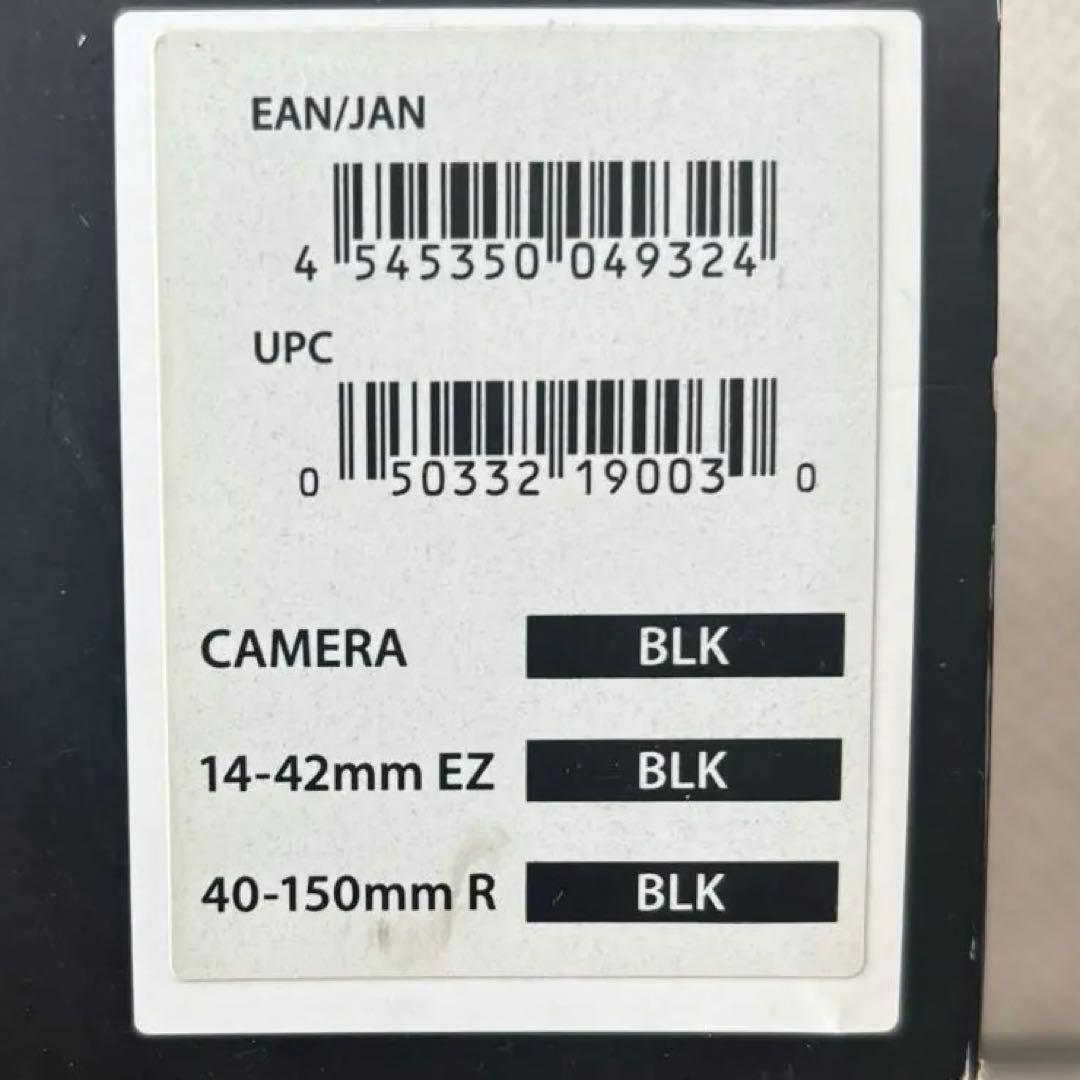 EAN/JAN
4 545350 049324
UPC
0 50332 19003 0
CAMERA BLK
14-42mm EZ BLK
40-150mm R BLK